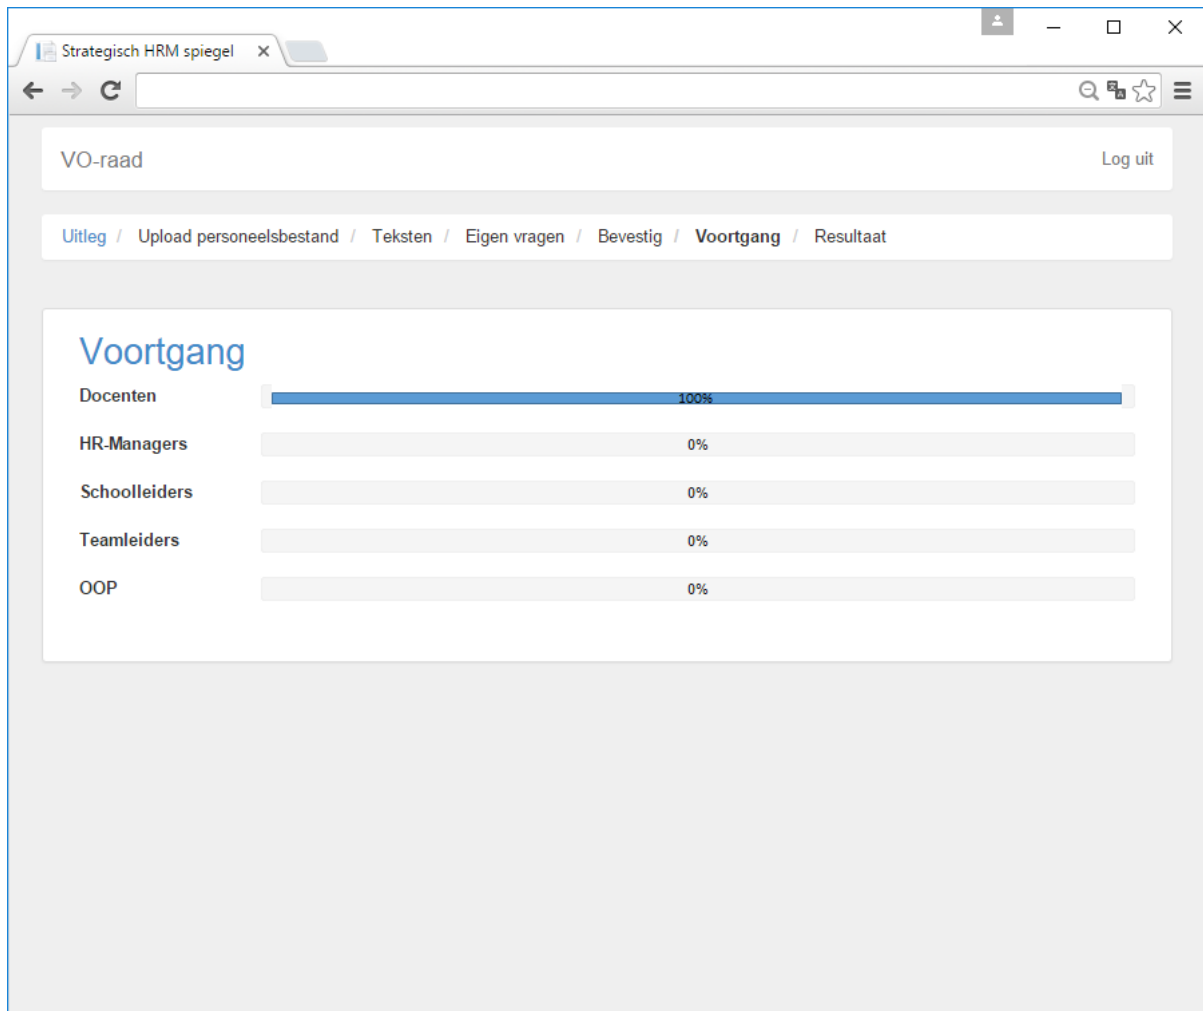 Strategisch HRM spiegel
VO-raad Log uit
Uitleg / Upload personeelsbestand / Teksten / Eigen vragen / Bevestig / Voortgang / Resultaat
Voortgang
Docenten 100%
HR-Managers 0%
Schoolleiders 0%
Teamleiders 0%
OOP 0%